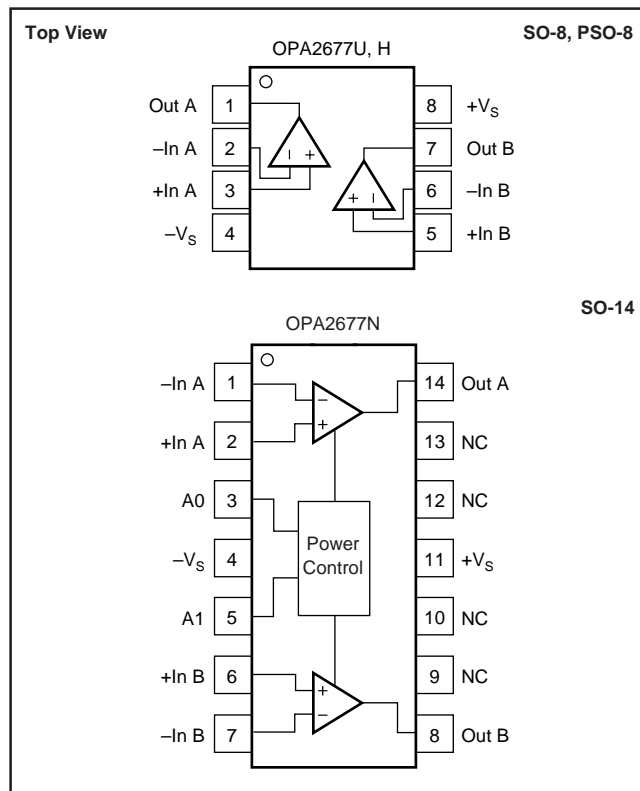 Top View
SO-8, PSO-8
OPA2677U, H
Out A 1 8 +VS
–In A 2 7 Out B
+In A 3 6 –In B
–VS 4 5 +In B
SO-14
OPA2677N
–In A 1 14 Out A
+In A 2 13 NC
A0 3 12 NC
Power
Control
–VS 4 11 +VS
A1 5 10 NC
+In B 6 9 NC
–In B 7 8 Out B